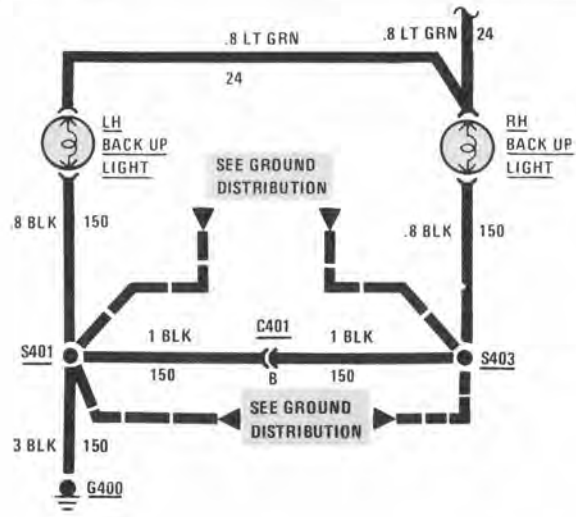 .8 LT GRN
.8 LT GRN
24
24
LH
BACK UP
LIGHT
RH
BACK UP
LIGHT
SEE GROUND
DISTRIBUTION
.8 BLK
150
.8 BLK
150
C401
1 BLK
1 BLK
S401
S403
150
B
150
SEE GROUND
DISTRIBUTION
3 BLK
150
G400